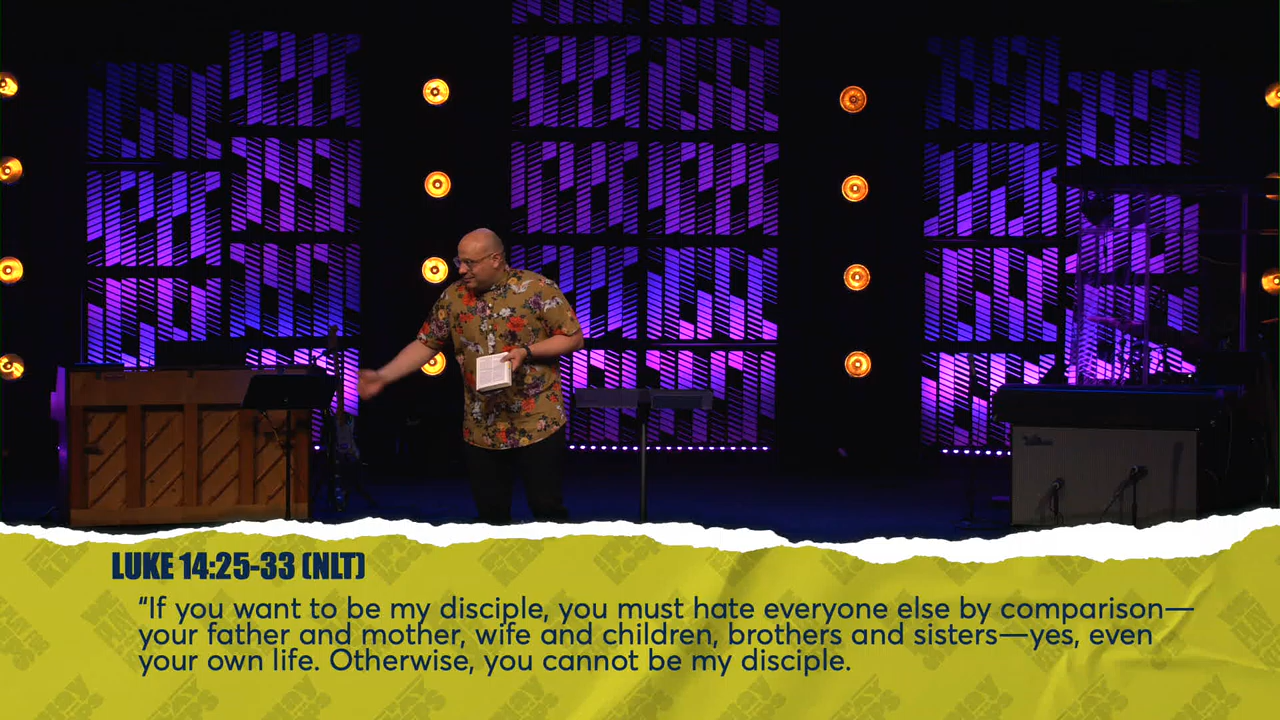 LUKE 14:25-33 (NLT)
“If you want to be my disciple, you must hate everyone else by comparison—
your father and mother, wife and children, brothers and sisters—yes, even
your own life. Otherwise, you cannot be my disciple.